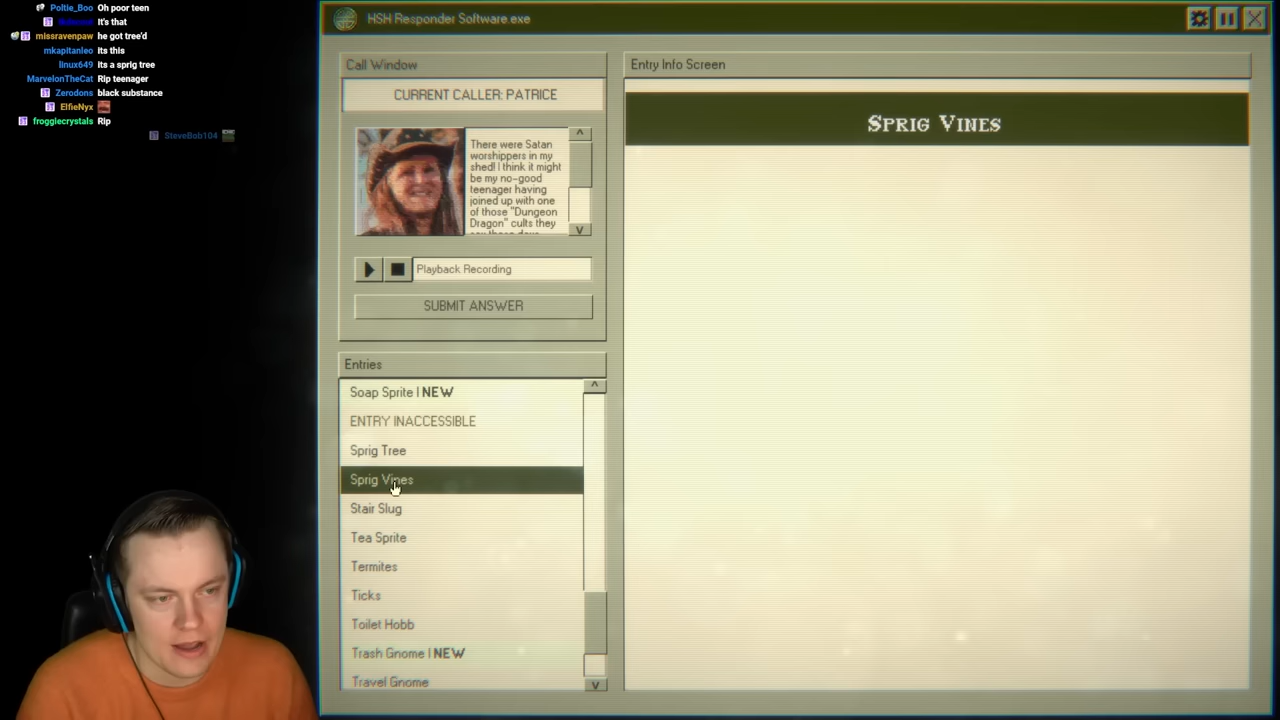 Poltie_Boo Oh poor teen
It's that
missravenpaw he got tree'd
mkapitanleo its this
linux649 Its a sprig tree
MarvelonTheCat Rip teenager
Zerodons black substance
ElfieNyx
froggiecrystals Rip
SteveBob104
HSH Responder Software.exe
Call Window
CURRENT CALLER: PATRICE
There were Satan
worshippers in my
shed! I think it might
be my no-good
teenager having
joined up with one
of those "Dungeon
Dragon" cults they
Playback Recording
SUBMIT ANSWER
Entries
Soap Sprite | NEW
ENTRY INACCESSIBLE
Sprig Tree
Sprig Vines
Stair Slug
Tea Sprite
Termites
Ticks
Toilet Hobb
Trash Gnome | NEW
Travel Gnome
Entry Info Screen
Sprig Vines